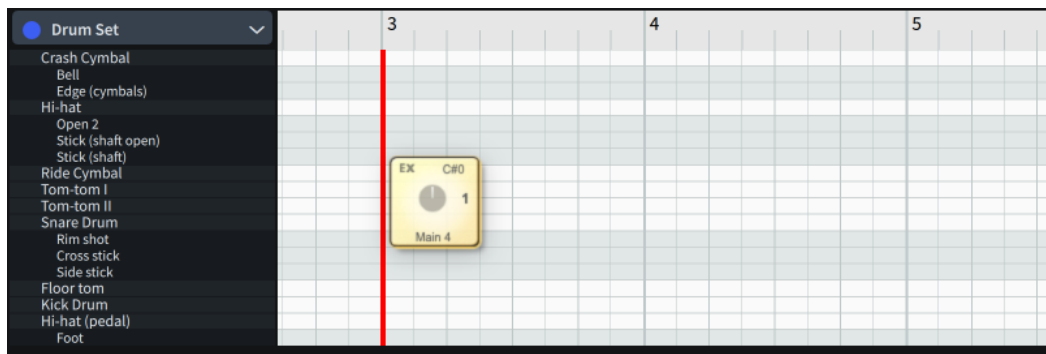 Drum Set
3
4
5
Crash Cymbal
Bell
Edge (cymbals)
Hi-hat
Open 2
Stick (shaft open)
Stick (shaft)
Ride Cymbal
Tom-tom I
Tom-tom II
Snare Drum
Rim shot
Cross stick
Side stick
Floor tom
Kick Drum
Hi-hat (pedal)
Foot
EX C#0
1
Main 4